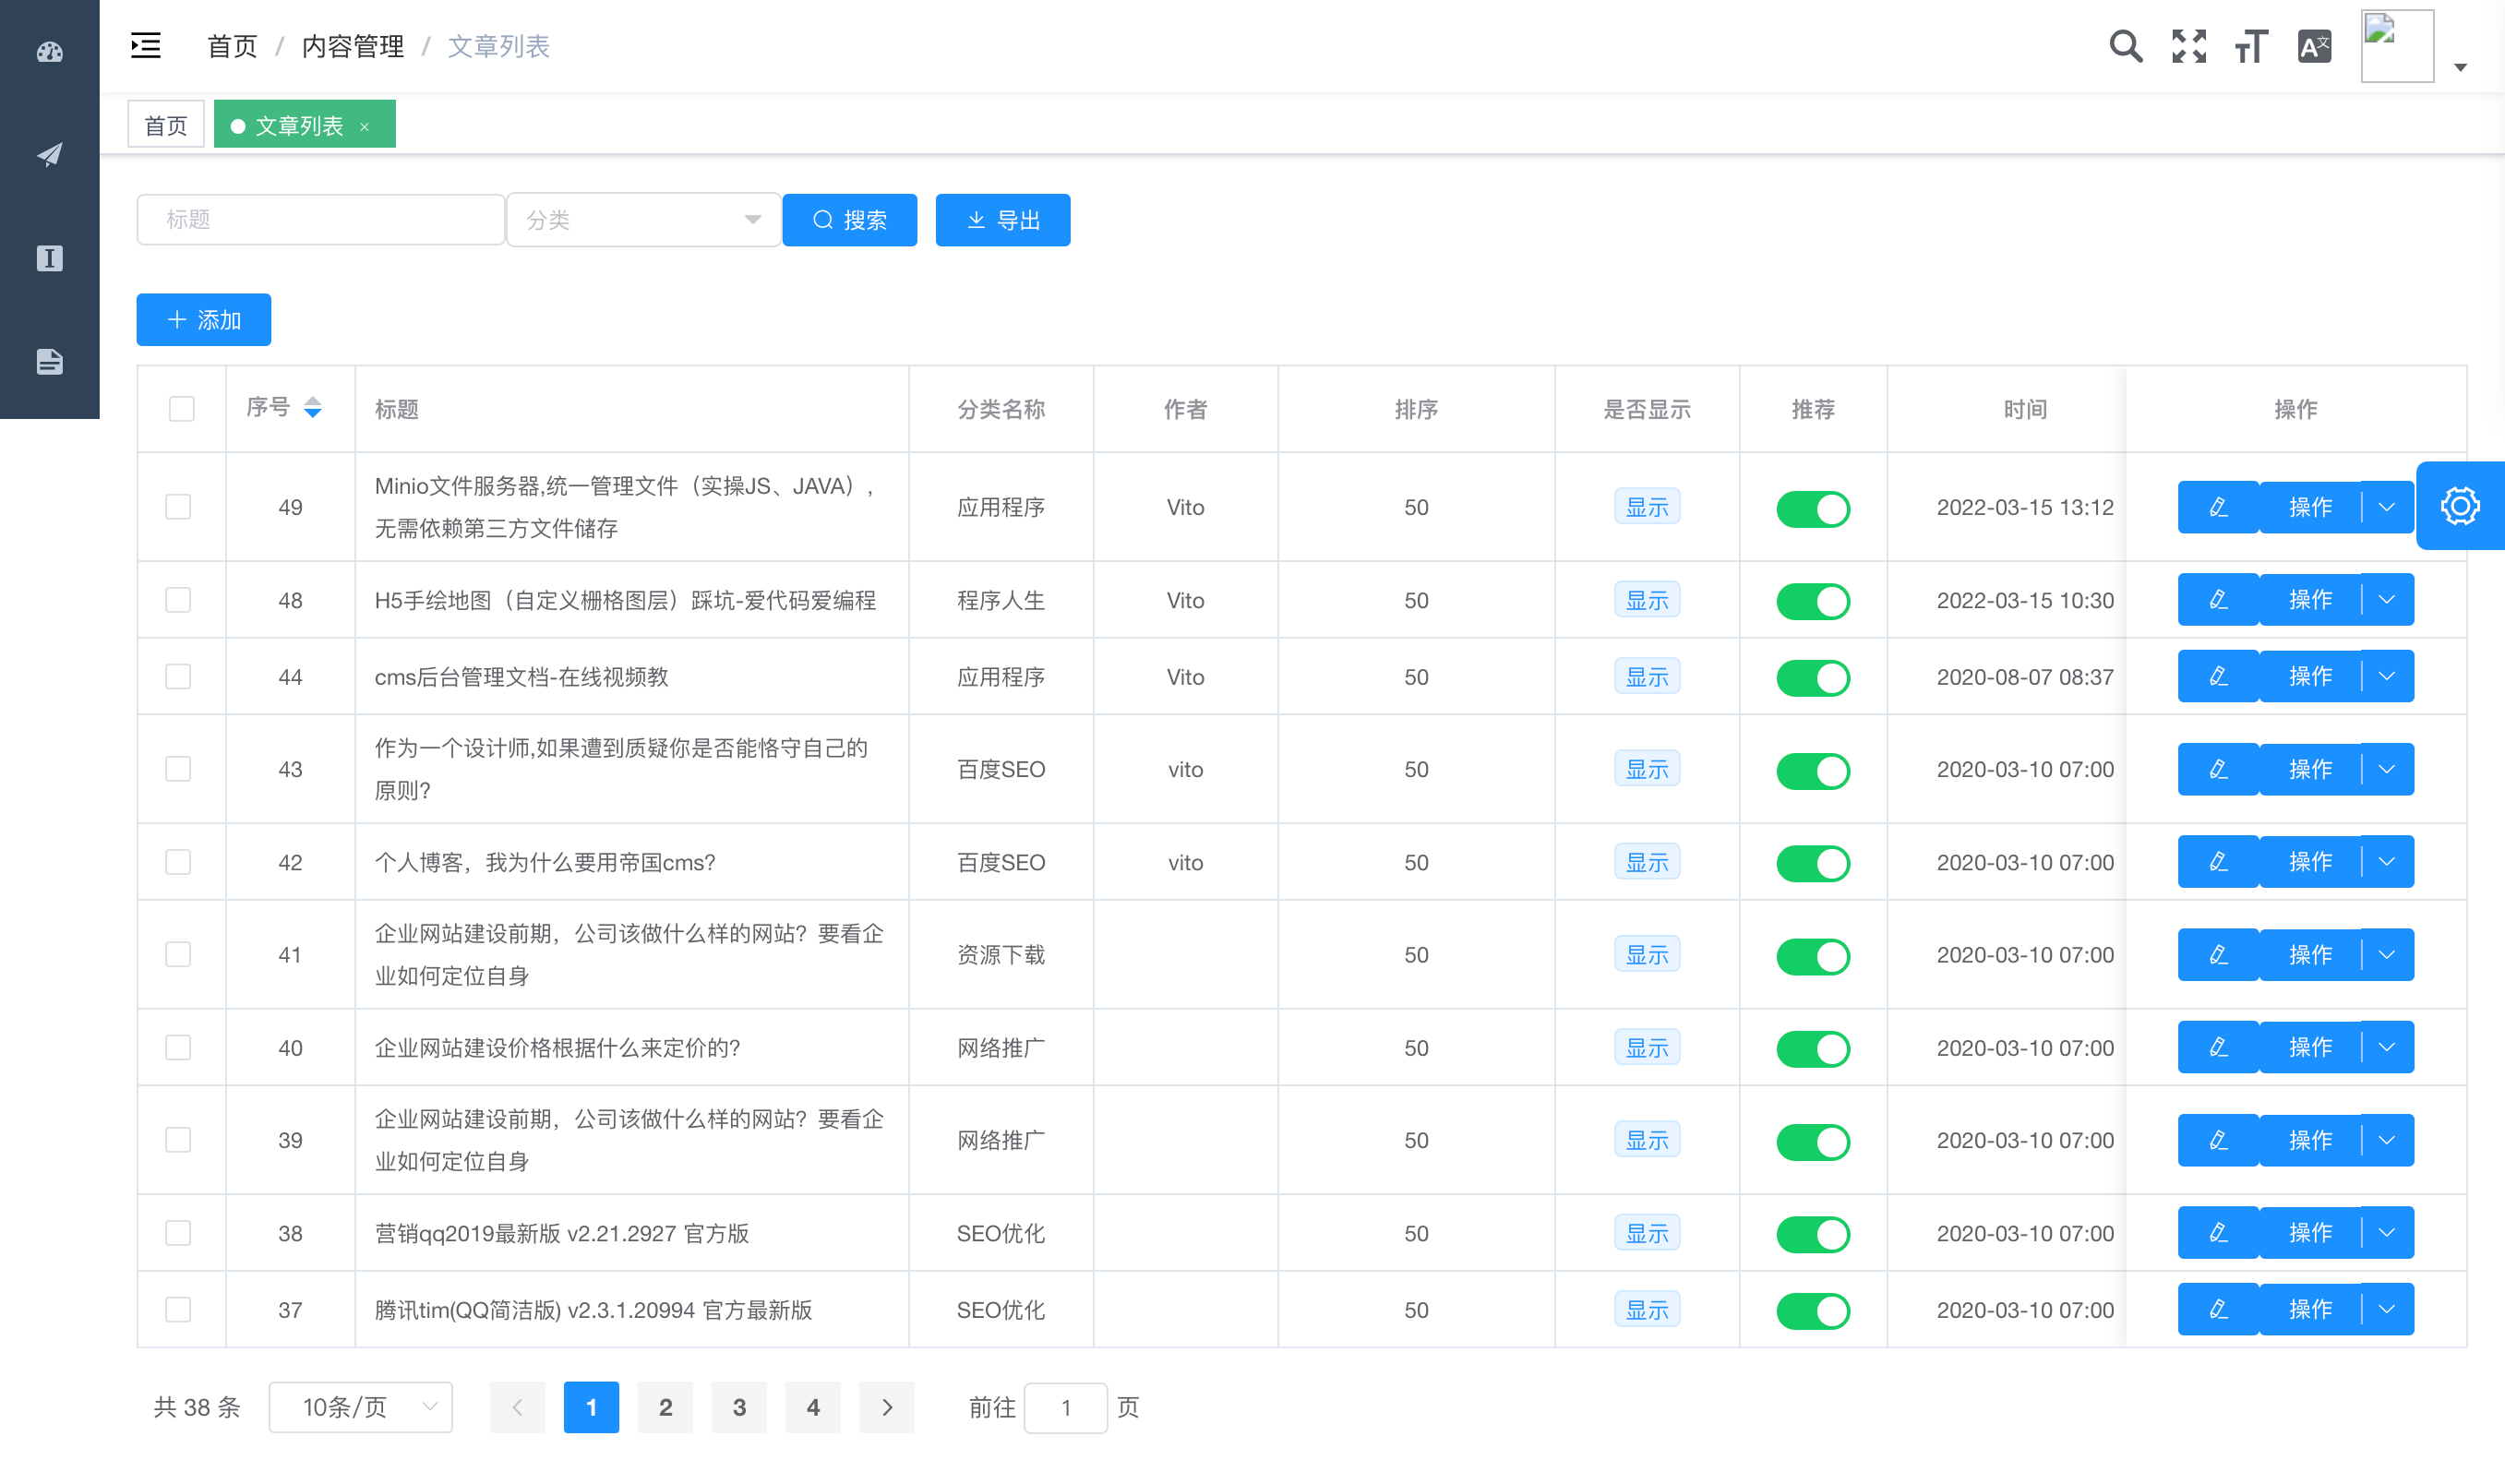 首页 / 内容管理 / 文章列表
首页
文章列表 ×
标题
分类
搜索
导出
添加
序号 标题 分类名称 作者 排序 是否显示 推荐 时间 操作
49 Minio文件服务器,统一管理文件（实操JS、JAVA）,
无需依赖第三方文件储存 应用程序 Vito 50 显示 2022-03-15 13:12 操作
48 H5手绘地图（自定义栅格图层）踩坑-爱代码爱编程 程序人生 Vito 50 显示 2022-03-15 10:30 操作
44 cms后台管理文档-在线视频教 应用程序 Vito 50 显示 2020-08-07 08:37 操作
43 作为一个设计师,如果遭到质疑你是否能恪守自己的
原则? 百度SEO vito 50 显示 2020-03-10 07:00 操作
42 个人博客，我为什么要用帝国cms? 百度SEO vito 50 显示 2020-03-10 07:00 操作
41 企业网站建设前期，公司该做什么样的网站？要看企
业如何定位自身 资源下载 50 显示 2020-03-10 07:00 操作
40 企业网站建设价格根据什么来定价的? 网络推广 50 显示 2020-03-10 07:00 操作
39 企业网站建设前期，公司该做什么样的网站？要看企
业如何定位自身 网络推广 50 显示 2020-03-10 07:00 操作
38 营销qq2019最新版 v2.21.2927 官方版 SEO优化 50 显示 2020-03-10 07:00 操作
37 腾讯tim(QQ简洁版) v2.3.1.20994 官方最新版 SEO优化 50 显示 2020-03-10 07:00 操作
共 38 条 10条/页 1 2 3 4 前往 1 页